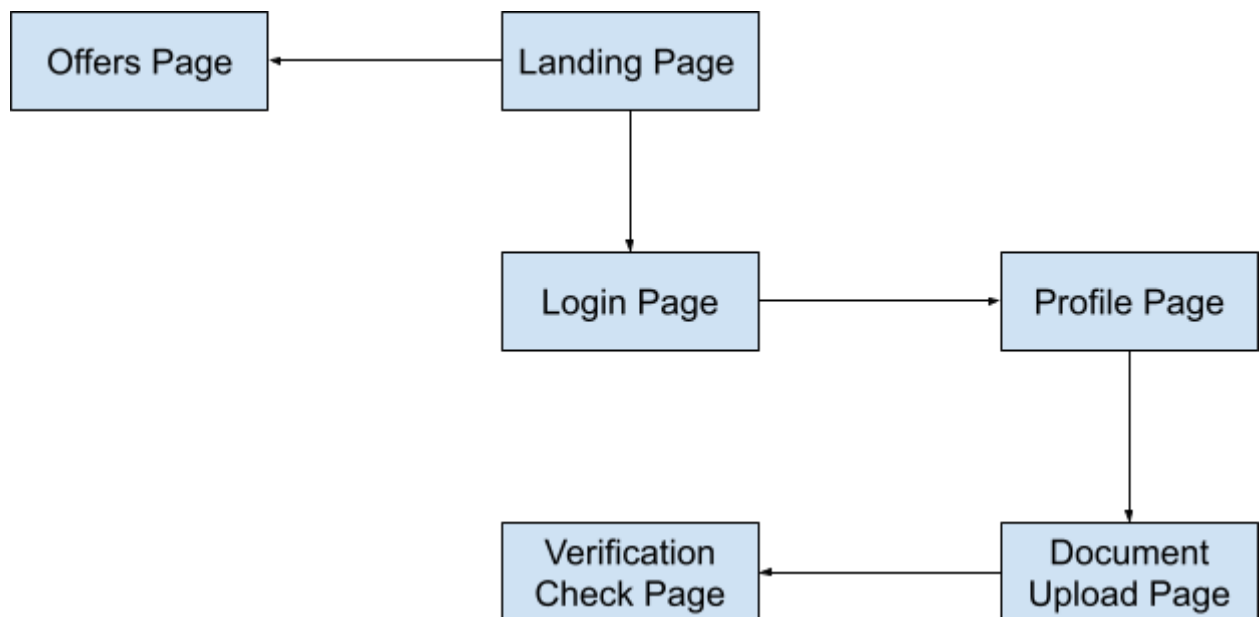 Offers Page
Landing Page
Login Page
Profile Page
Verification
Check Page
Document
Upload Page